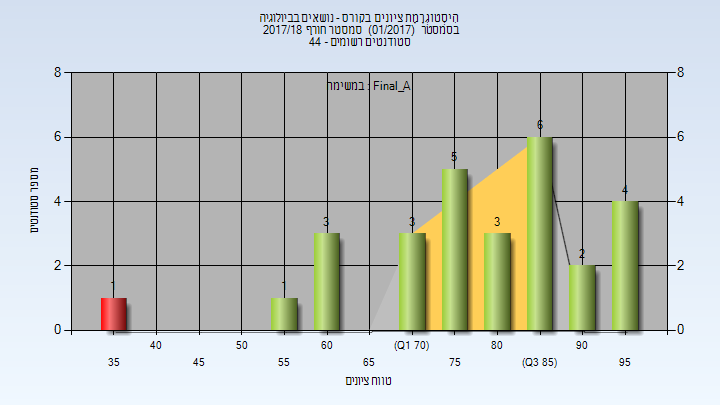 היסטוגרמת ציונים בקורס - נושאים בביולוגיה
בסמסטר (01/2017) סמסטר חורף 2017/18
סטודנטים רשומים - 44
במשימה : Final_A
8 8
6 6
4 4
2 2
0 0
1 1 3 3 5 3 6 2 4
מספר סטודנטים
40 50 60 (Q1 70) 80 90
35 45 55 65 75 (Q3 85) 95
טווח ציונים